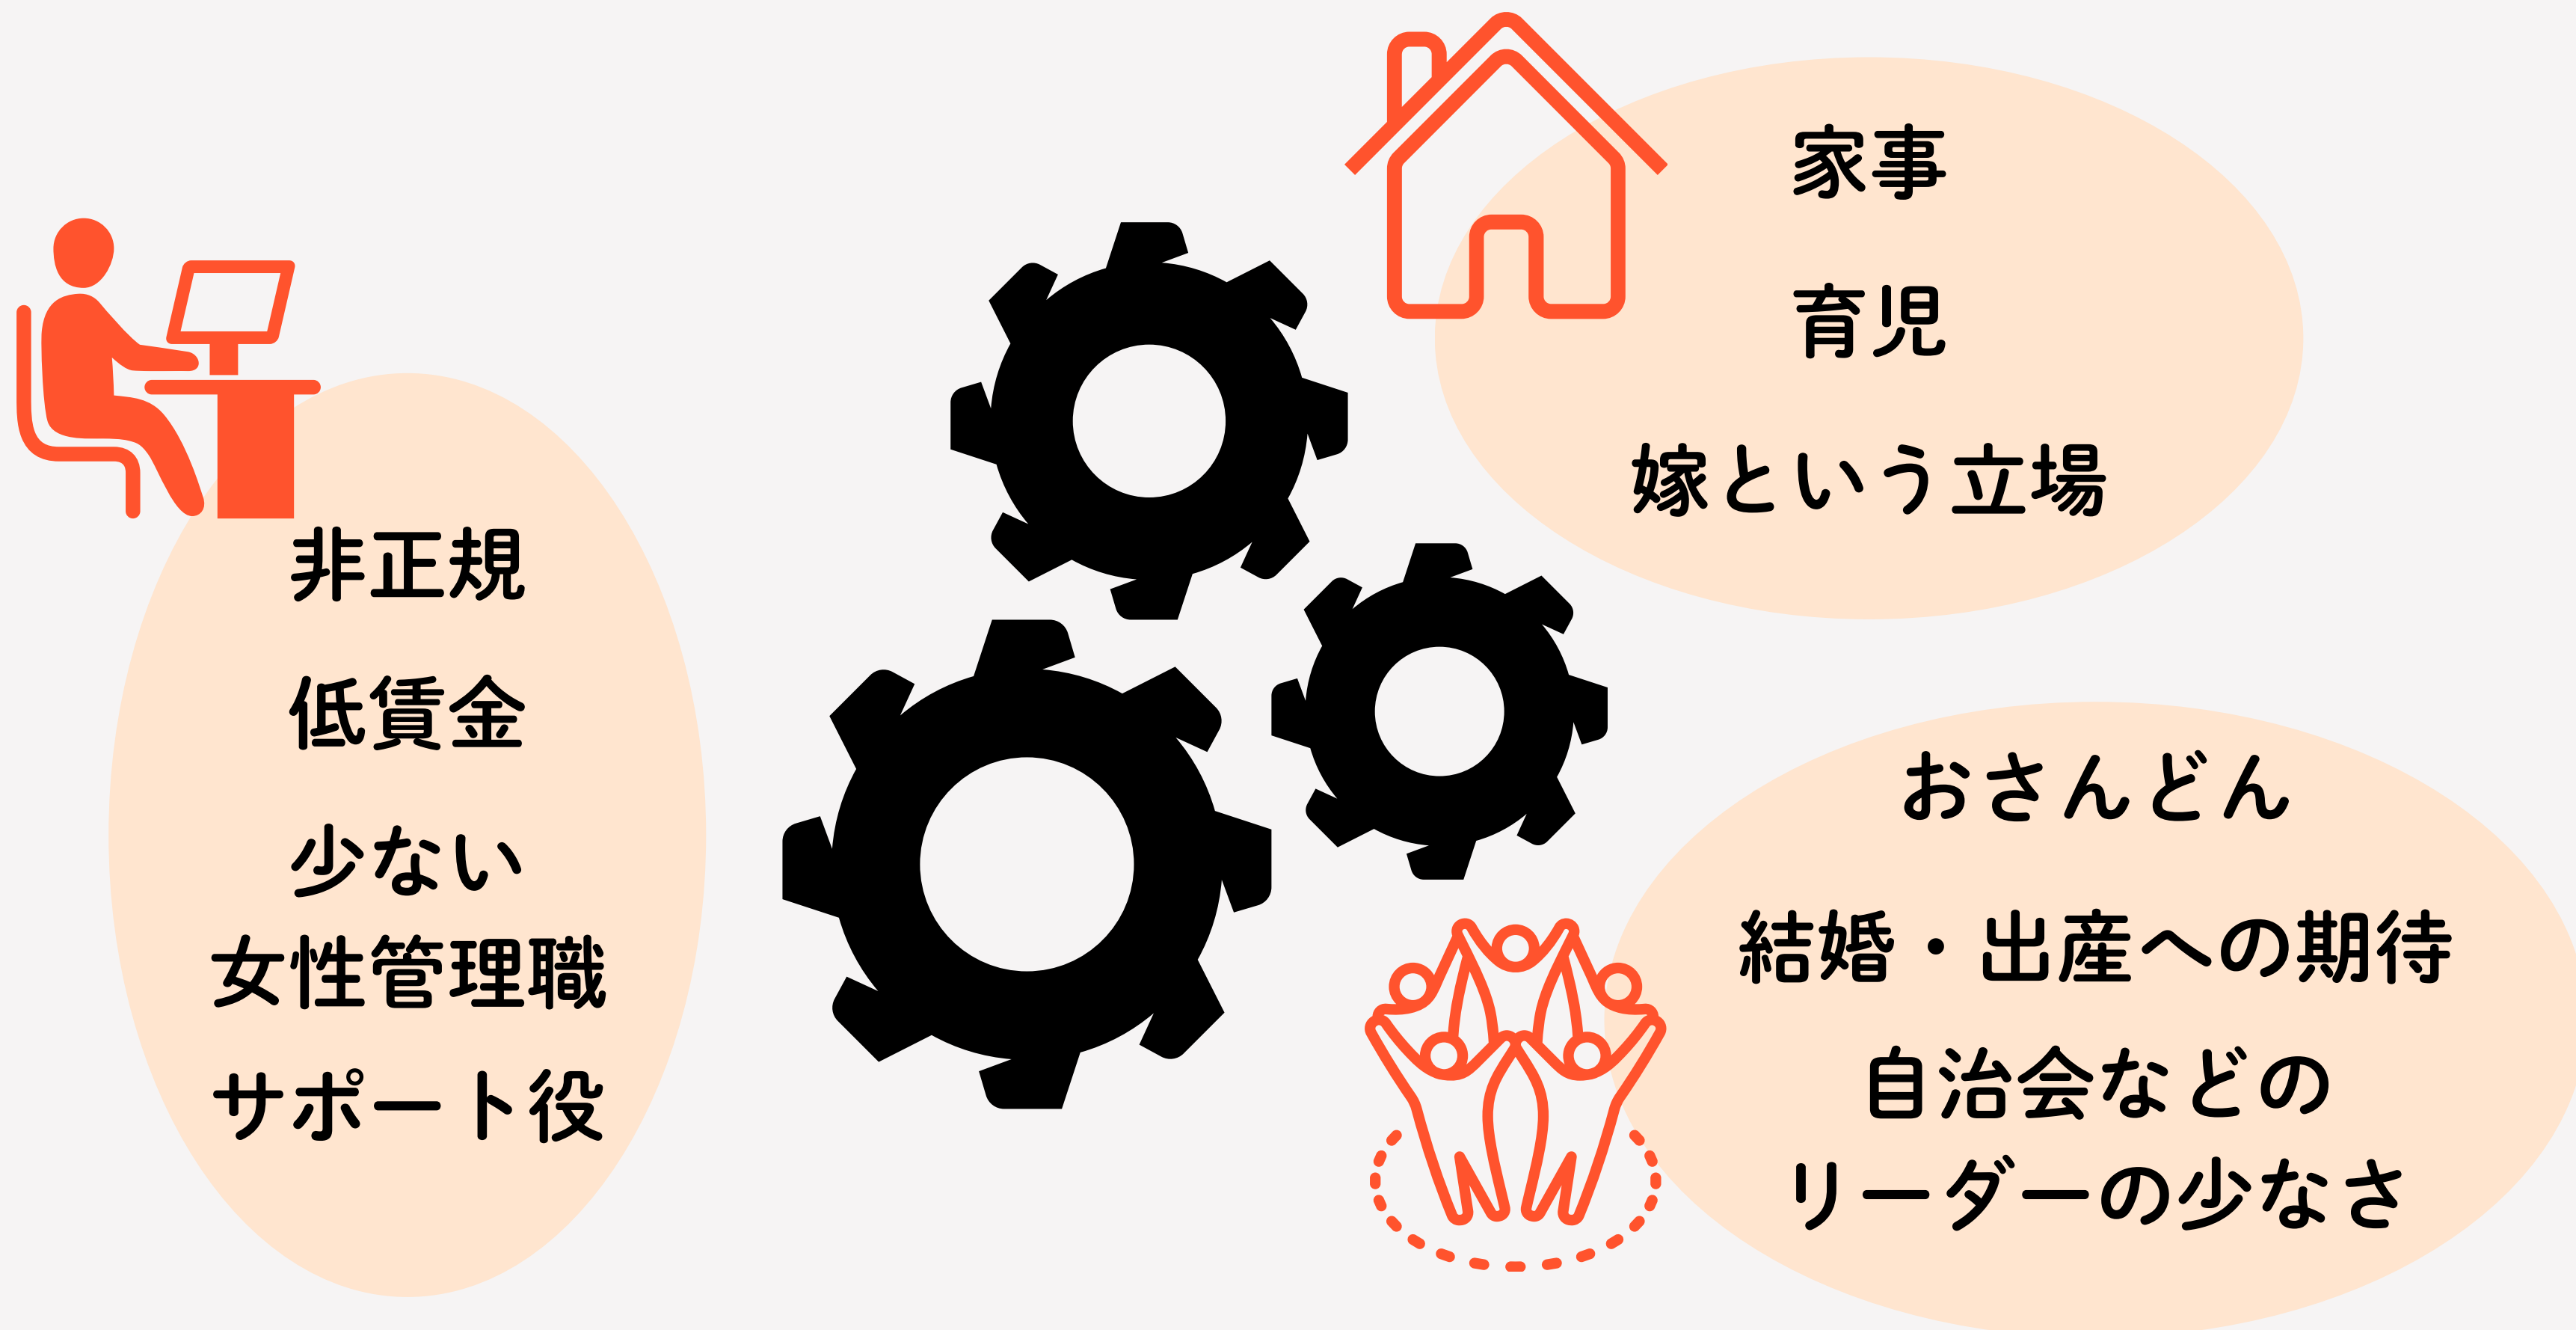 非正規
低賃金
少ない
女性管理職
サポート役
家事
育児
嫁という立場
おさんどん
結婚・出産への期待
自治会などの
リーダーの少なさ